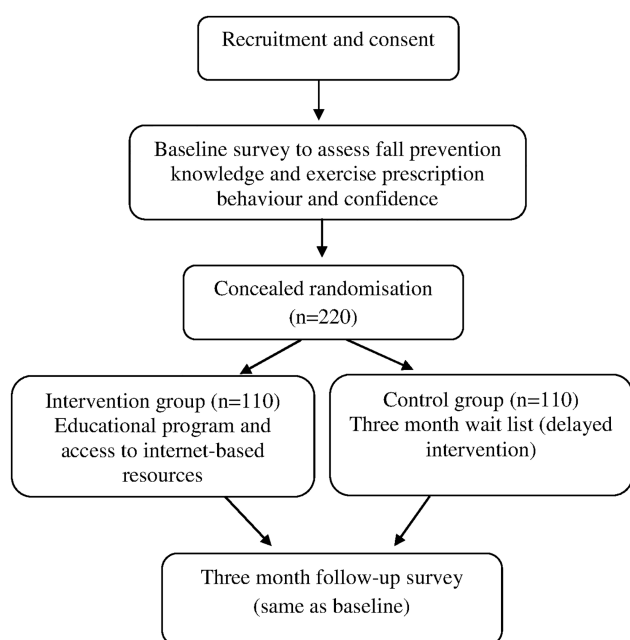 Recruitment and consent
Baseline survey to assess fall prevention
knowledge and exercise prescription
behaviour and confidence
Concealed randomisation
(n=220)
Intervention group (n=110)
Educational program and
access to internet-based
resources
Control group (n=110)
Three month wait list (delayed
intervention)
Three month follow-up survey
(same as baseline)